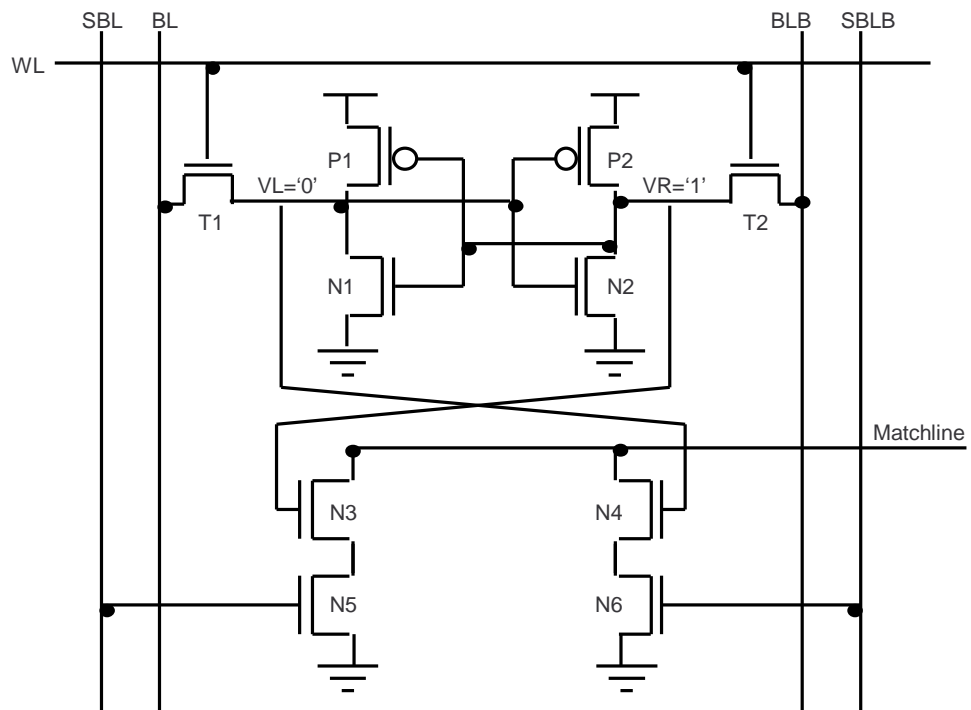 SBL BL BLB SBLB
WL
P1 P2
VL='0' VR='1'
T1 T2
N1 N2
Matchline
N3 N4
N5 N6